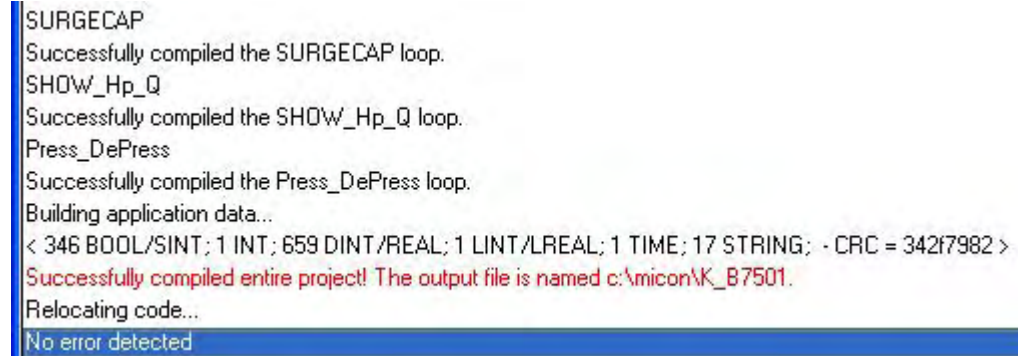 SURGECAP
Successfully compiled the SURGECAP loop.
SHOW_Hp_Q
Successfully compiled the SHOW_Hp_Q loop.
Press_DePress
Successfully compiled the Press_DePress loop.
Building application data...
< 346 BOOL/SINT; 1 INT; 659 DINT/REAL; 1 LINT/LREAL; 1 TIME; 17 STRING;  - CRC = 342f7982 >
Successfully compiled entire project! The output file is named c:\micon\K_B7501.
Relocating code...
No error detected